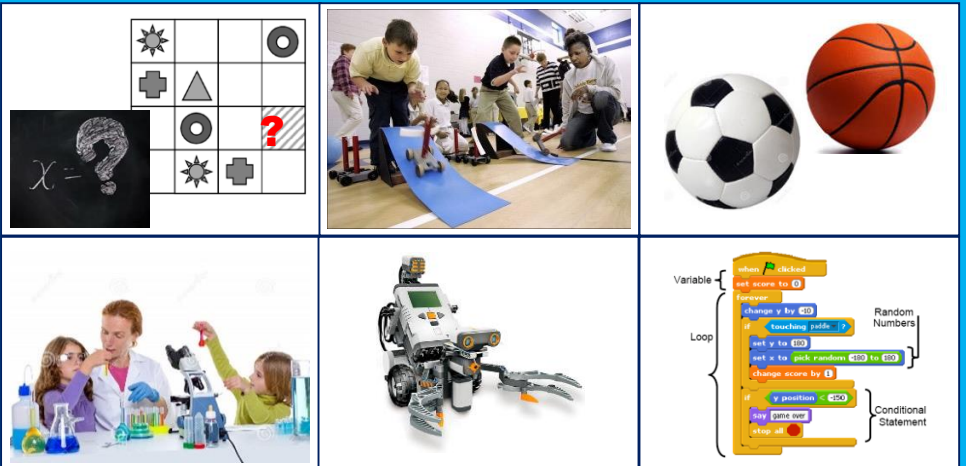 ?
x = ?
when clicked
Variable
set score to 0
forever
change y by -10
Random
Numbers
if touching paddle ?
Loop
set y to 180
set x to pick random -180 to 180
change score by 1
if y position < -150
say game over
Conditional
Statement
stop all